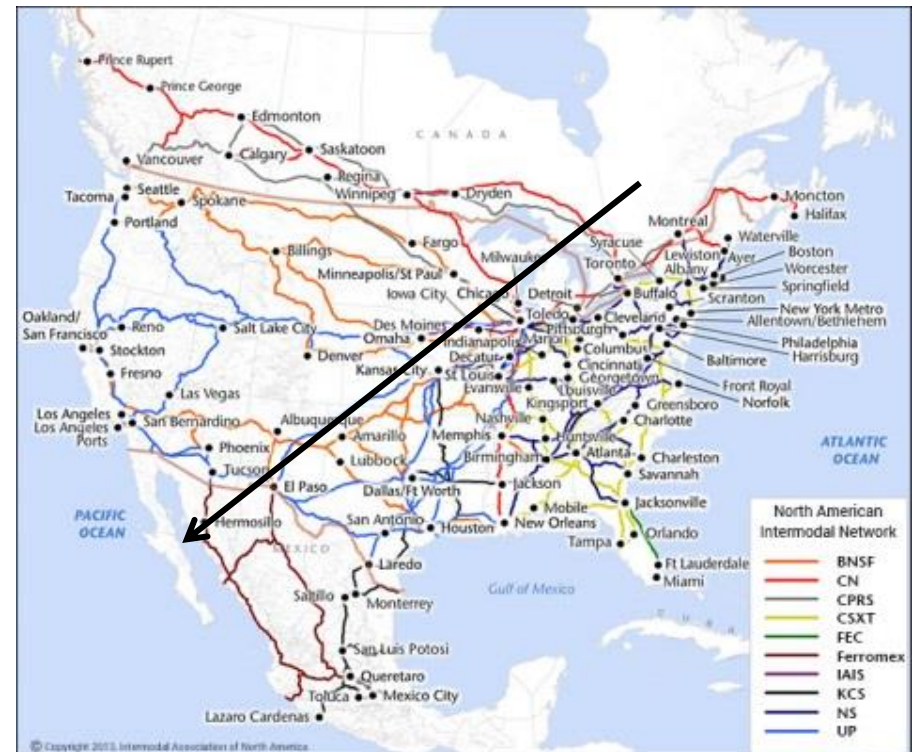 Prince Rupert
Prince George
Edmonton
CANADA
Vancouver
Calgary
Saskatoon
Regina
Winnipeg
Dryden
Moncton
Halifax
Tacoma
Seattle
Spokane
Portland
Montréal
Waterville
Fargo
Billings
Syracuse
Lewiston
Ayer
Boston
Milwaukee
Toronto
Albany
Worcester
Minneapolis/St Paul
Springfield
Iowa City
Chicago
Detroit
Buffalo
Scranton
Oakland/
San Francisco
Reno
Salt Lake City
Des Moines
Toledo
Cleveland
New York Metro
Allentown/Bethlehem
Omaha
Indianapolis
Marion
Pittsburgh
Philadelphia
Stockton
Denver
Decatur
Columbus
Harrisburg
Fresno
Kansas City
St Louis
Cincinnati
Baltimore
Evansville
Georgetown
Las Vegas
Louisville
Front Royal
Kingsport
Norfolk
Los Angeles
Los Angeles
Ports
San Bernardino
Albuquerque
Amarillo
Nashville
Greensboro
Charlotte
Memphis
Huntsville
Phoenix
Lubbock
Birmingham
Atlanta
Charleston
ATLANTIC
OCEAN
Tucson
Savannah
El Paso
Dallas/Ft Worth
Jackson
Jacksonville
PACIFIC
OCEAN
Hermosillo
San Antonio
Houston
New Orleans
Mobile
Orlando
Tampa
MEXICO
Laredo
Ft Lauderdale
Miami
Gulf of Mexico
Saltillo
Monterrey
CUBA
San Luis Potosi
Queretaro
Toluca
Mexico City
Lazaro Cardenas
North American
Intermodal Network
BNSF
CN
CPRS
CSXT
FEC
Ferromex
IAIS
KCS
NS
UP
© Copyright 2013, Intermodal Association of North America